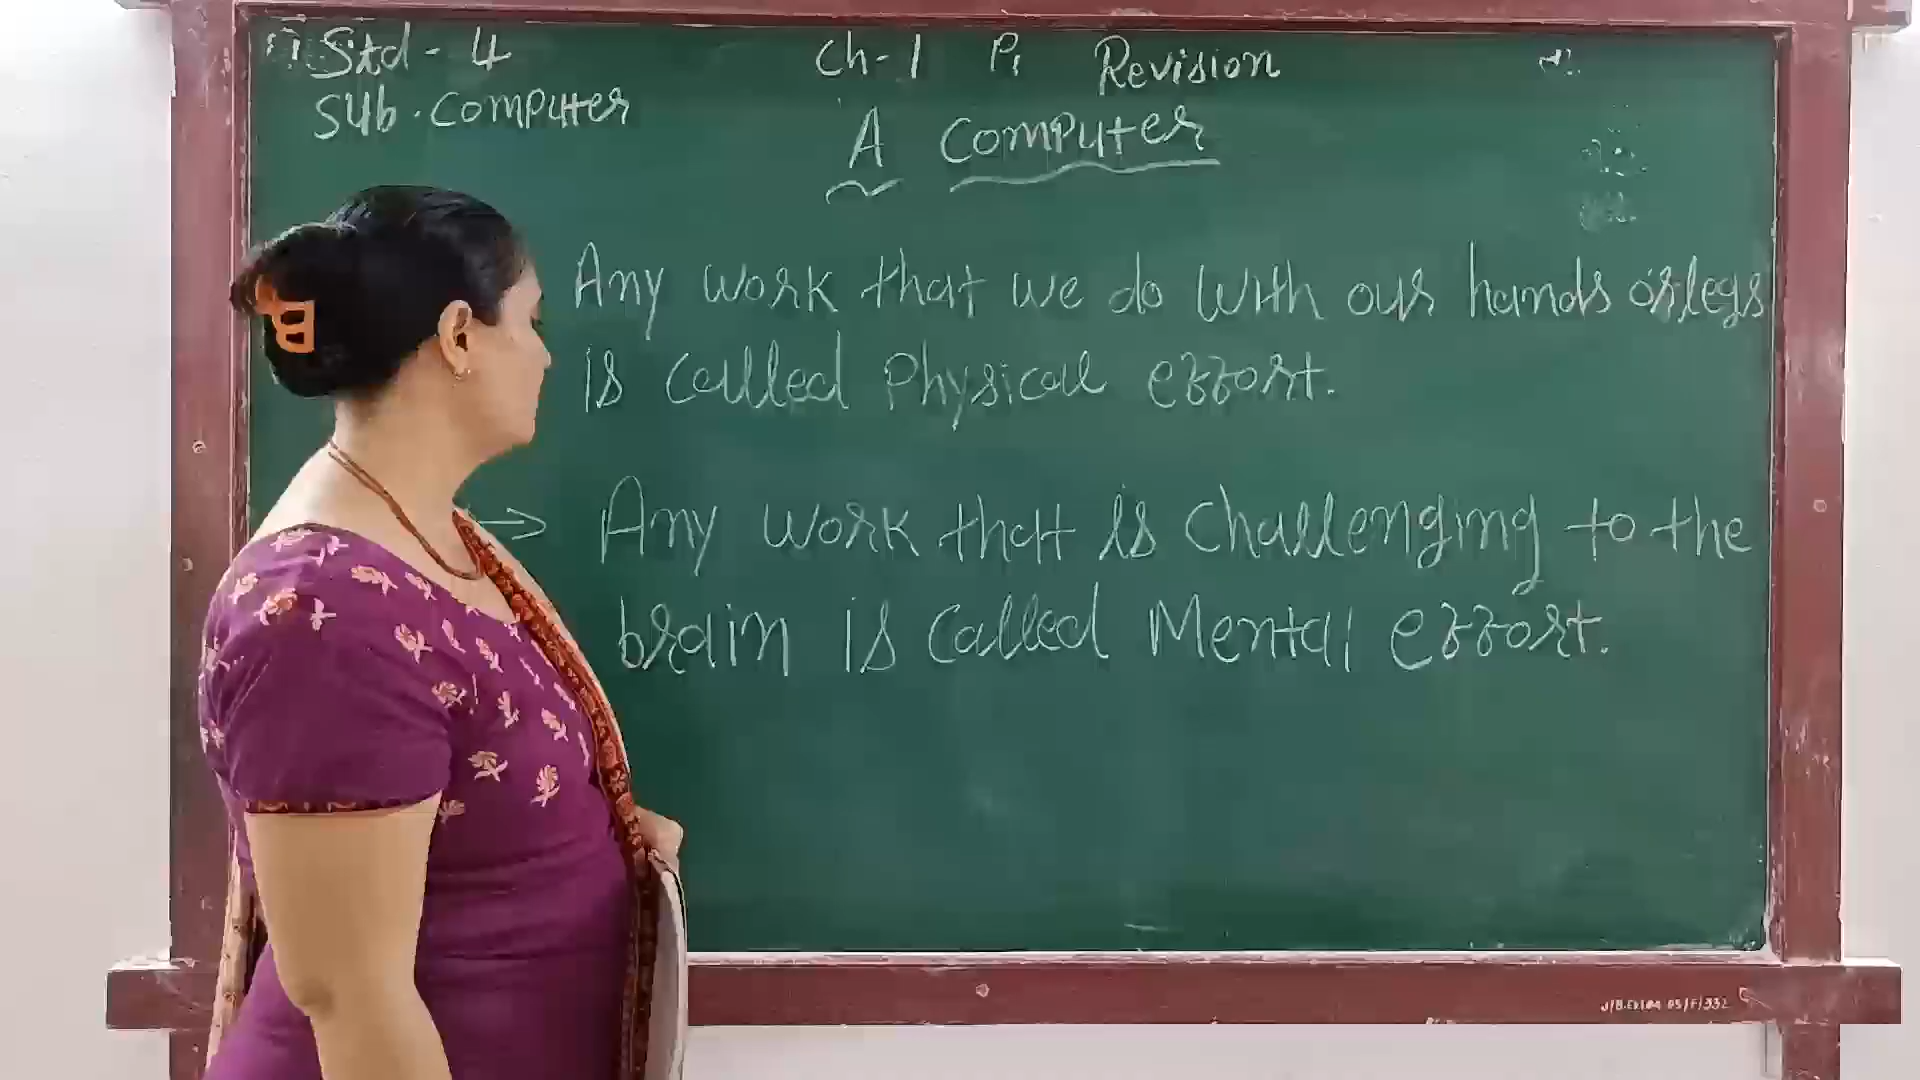 Std - 4
Ch-1 P1 Revision
Sub. Computer
A Computer
Any work that we do with our hands or legs
is called Physical effort.
→ Any work that is challenging to the
brain is called Mental effort.